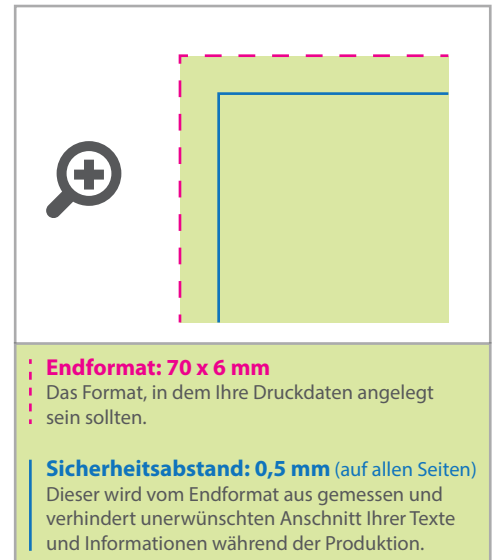 Endformat: 70 x 6 mm
Das Format, in dem Ihre Druckdaten angelegt
sein sollten.
Sicherheitsabstand: 0,5 mm (auf allen Seiten)
Dieser wird vom Endformat aus gemessen und
verhindert unerwünschten Anschnitt Ihrer Texte
und Informationen während der Produktion.